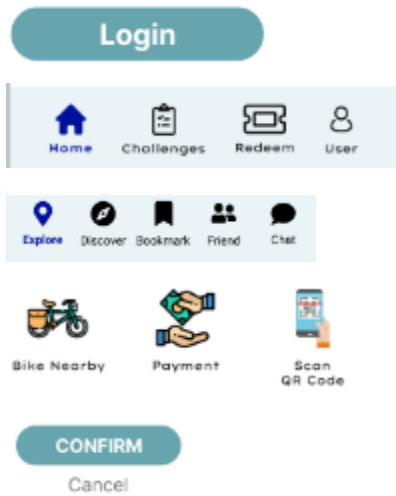 Login
Home Challenges Redeem User
Explore Discover Bookmark Friend Chat
Bike Nearby Payment Scan
QR Code
CONFIRM
Cancel